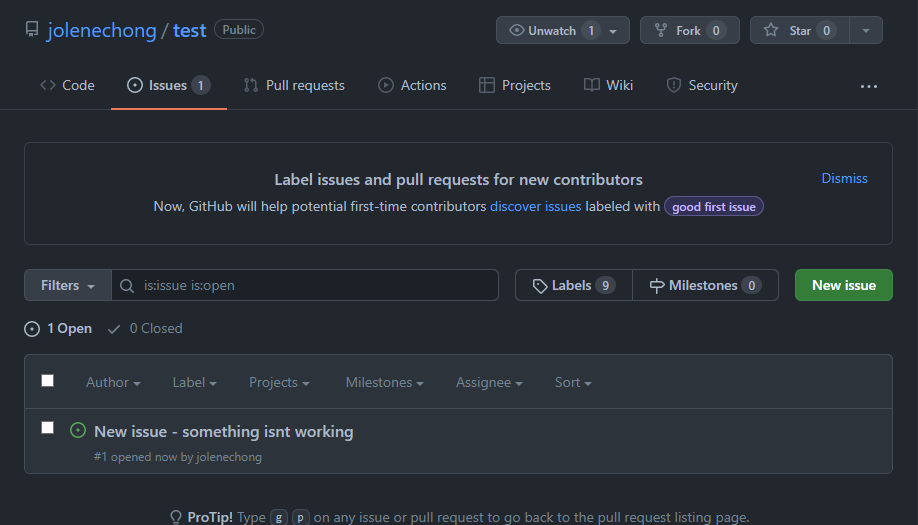 jolenechong / test Public Unwatch 1 Fork 0 Star 0
Code Issues 1 Pull requests Actions Projects Wiki Security ...
Label issues and pull requests for new contributors Dismiss
Now, GitHub will help potential first-time contributors discover issues labeled with good first issue
Filters is:issue is:open Labels 9 Milestones 0 New issue
1 Open 0 Closed
Author Label Projects Milestones Assignee Sort
New issue - something isnt working
#1 opened now by jolenechong
ProTip! Type g p on any issue or pull request to go back to the pull request listing page.